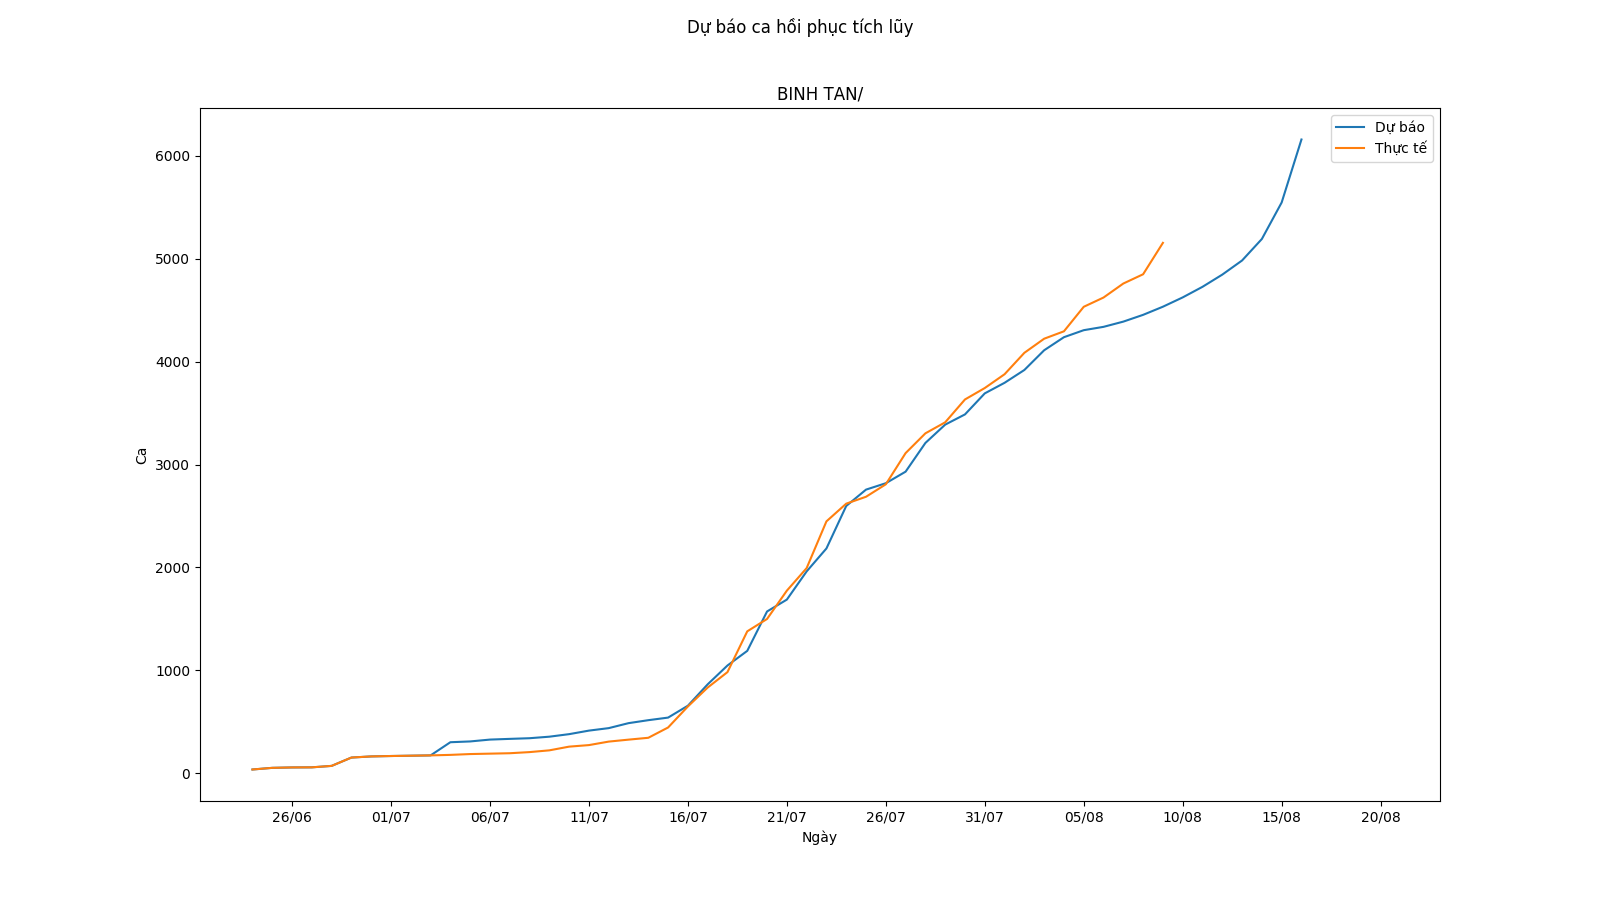 Dự báo ca hồi phục tích lũy
BINH TAN/
Dự báo
Thực tế
6000
5000
4000
3000
2000
1000
0
Ca
26/06 01/07 06/07 11/07 16/07 21/07 26/07 31/07 05/08 10/08 15/08 20/08
Ngày